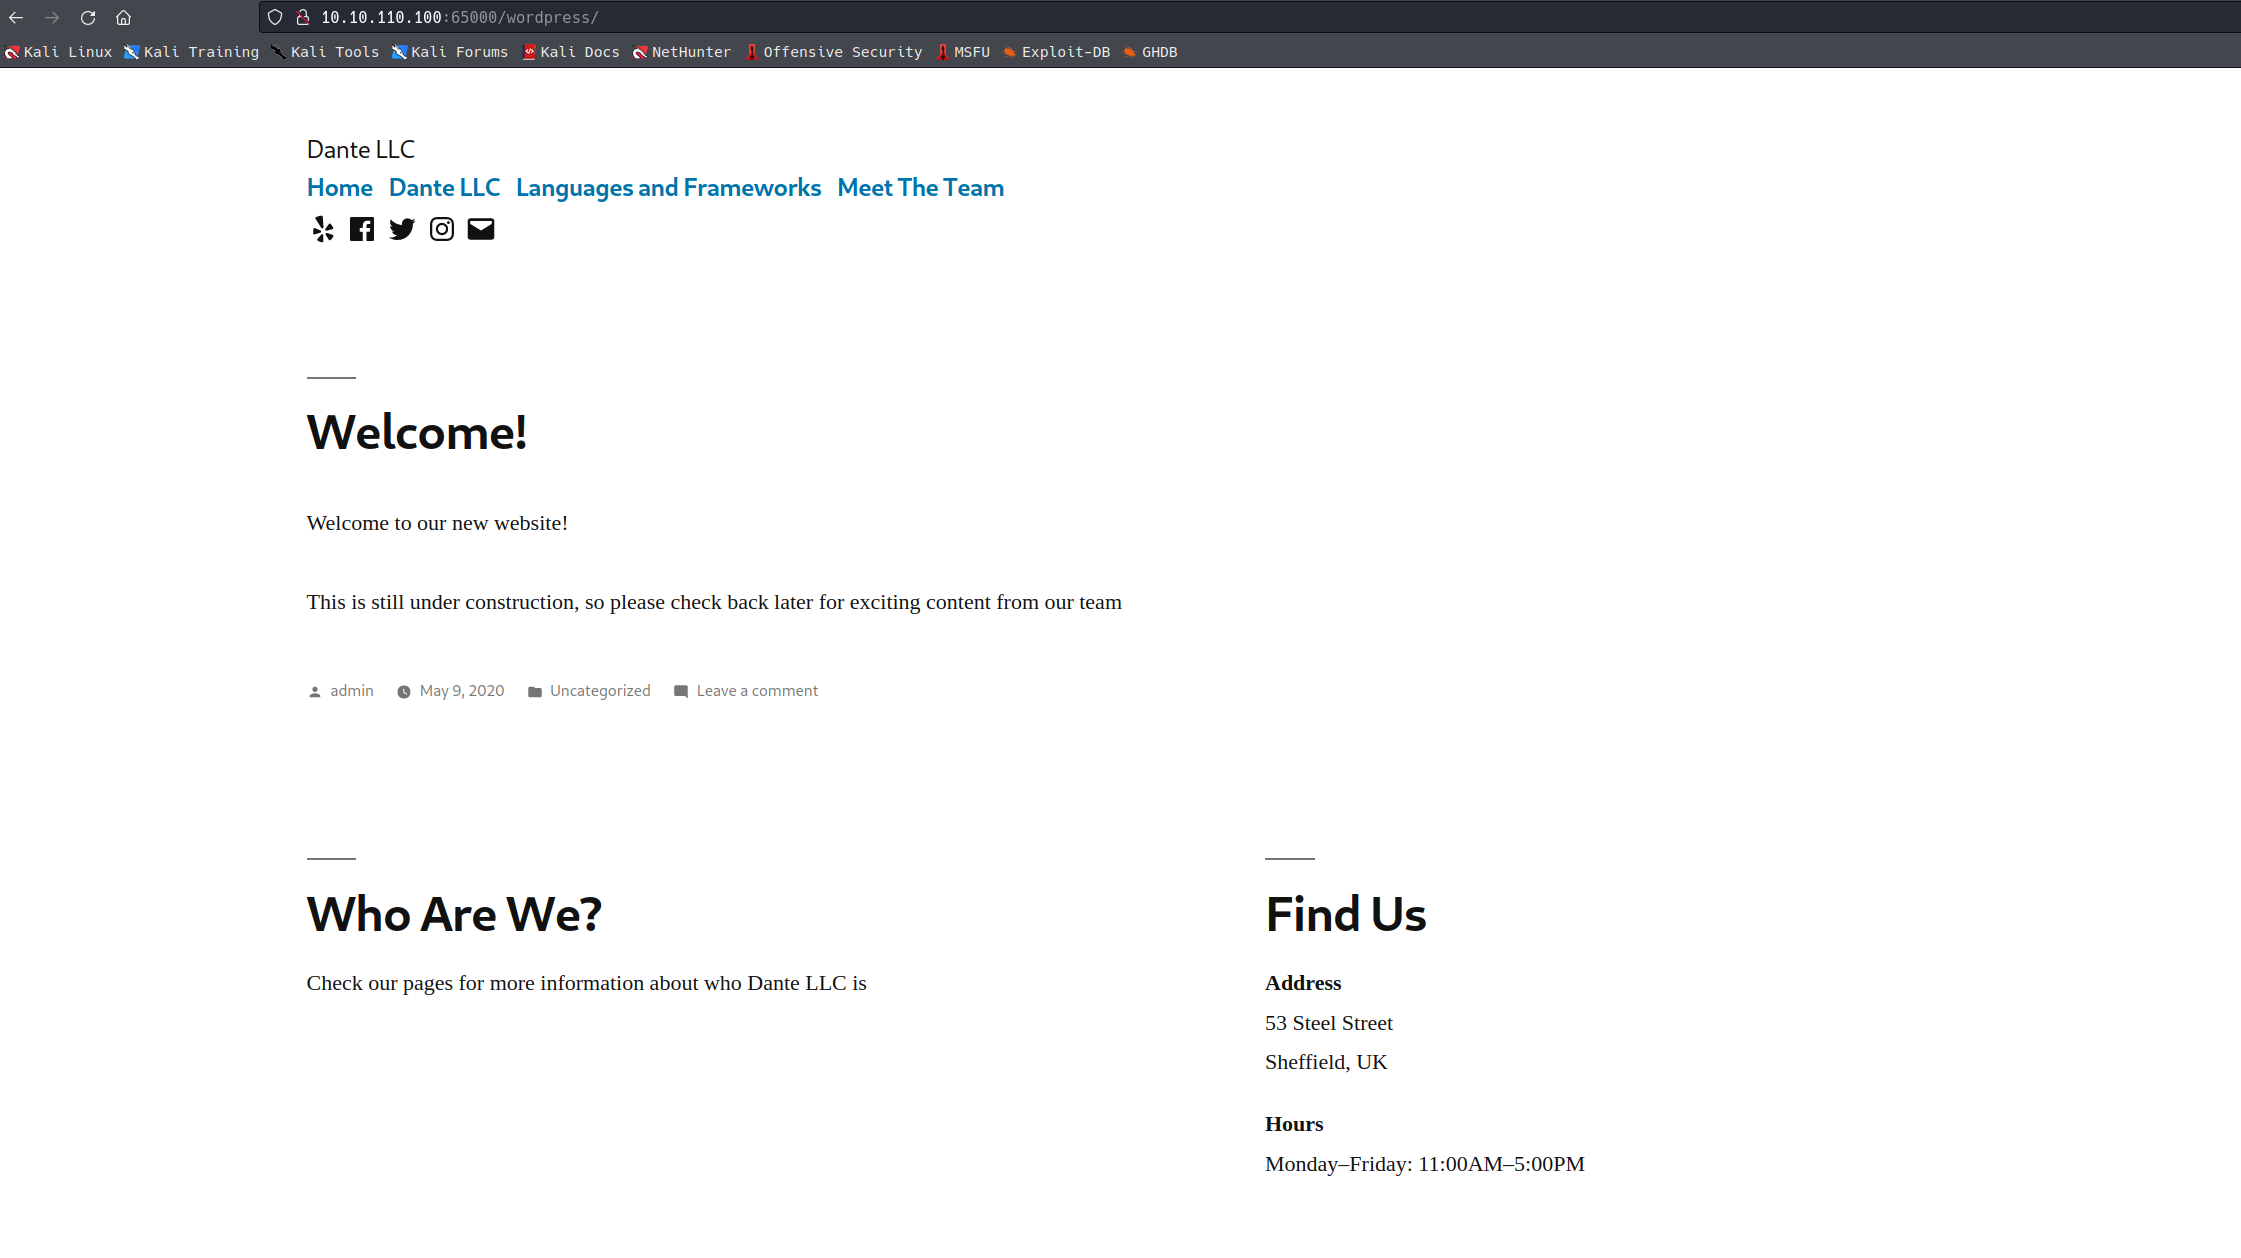 10.10.110.100:65000/wordpress/
Kali Linux Kali Training Kali Tools Kali Forums Kali Docs NetHunter Offensive Security MSFU Exploit-DB GHDB
Dante LLC
Home Dante LLC Languages and Frameworks Meet The Team
Welcome!
Welcome to our new website!
This is still under construction, so please check back later for exciting content from our team
admin May 9, 2020 Uncategorized Leave a comment
Who Are We?
Check our pages for more information about who Dante LLC is
Find Us
Address
53 Steel Street
Sheffield, UK
Hours
Monday–Friday: 11:00AM–5:00PM